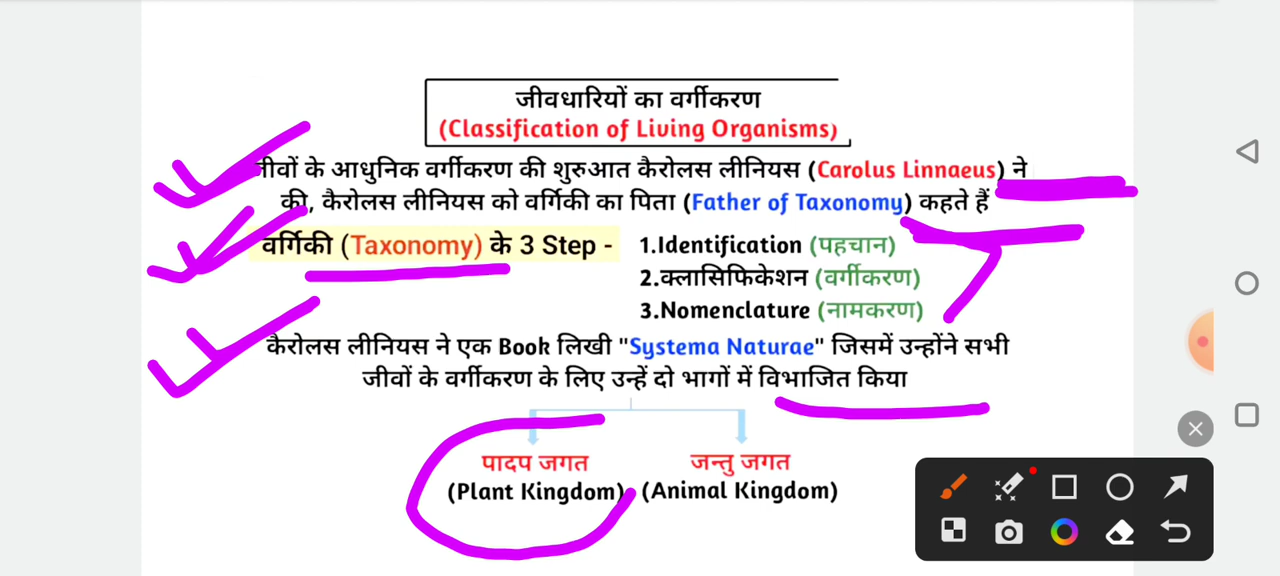 जीवधारियों का वर्गीकरण
(Classification of Living Organisms)
जीवों के आधुनिक वर्गीकरण की शुरुआत कैरोलस लीनियस (Carolus Linnaeus) ने
की, कैरोलस लीनियस को वर्गिकी का पिता (Father of Taxonomy) कहते हैं
वर्गिकी (Taxonomy) के 3 Step -
1.Identification (पहचान)
2.क्लासिफिकेशन (वर्गीकरण)
3.Nomenclature (नामकरण)
कैरोलस लीनियस ने एक Book लिखी "Systema Naturae" जिसमें उन्होंने सभी
जीवों के वर्गीकरण के लिए उन्हें दो भागों में विभाजित किया
पादप जगत
(Plant Kingdom)
जन्तु जगत
(Animal Kingdom)